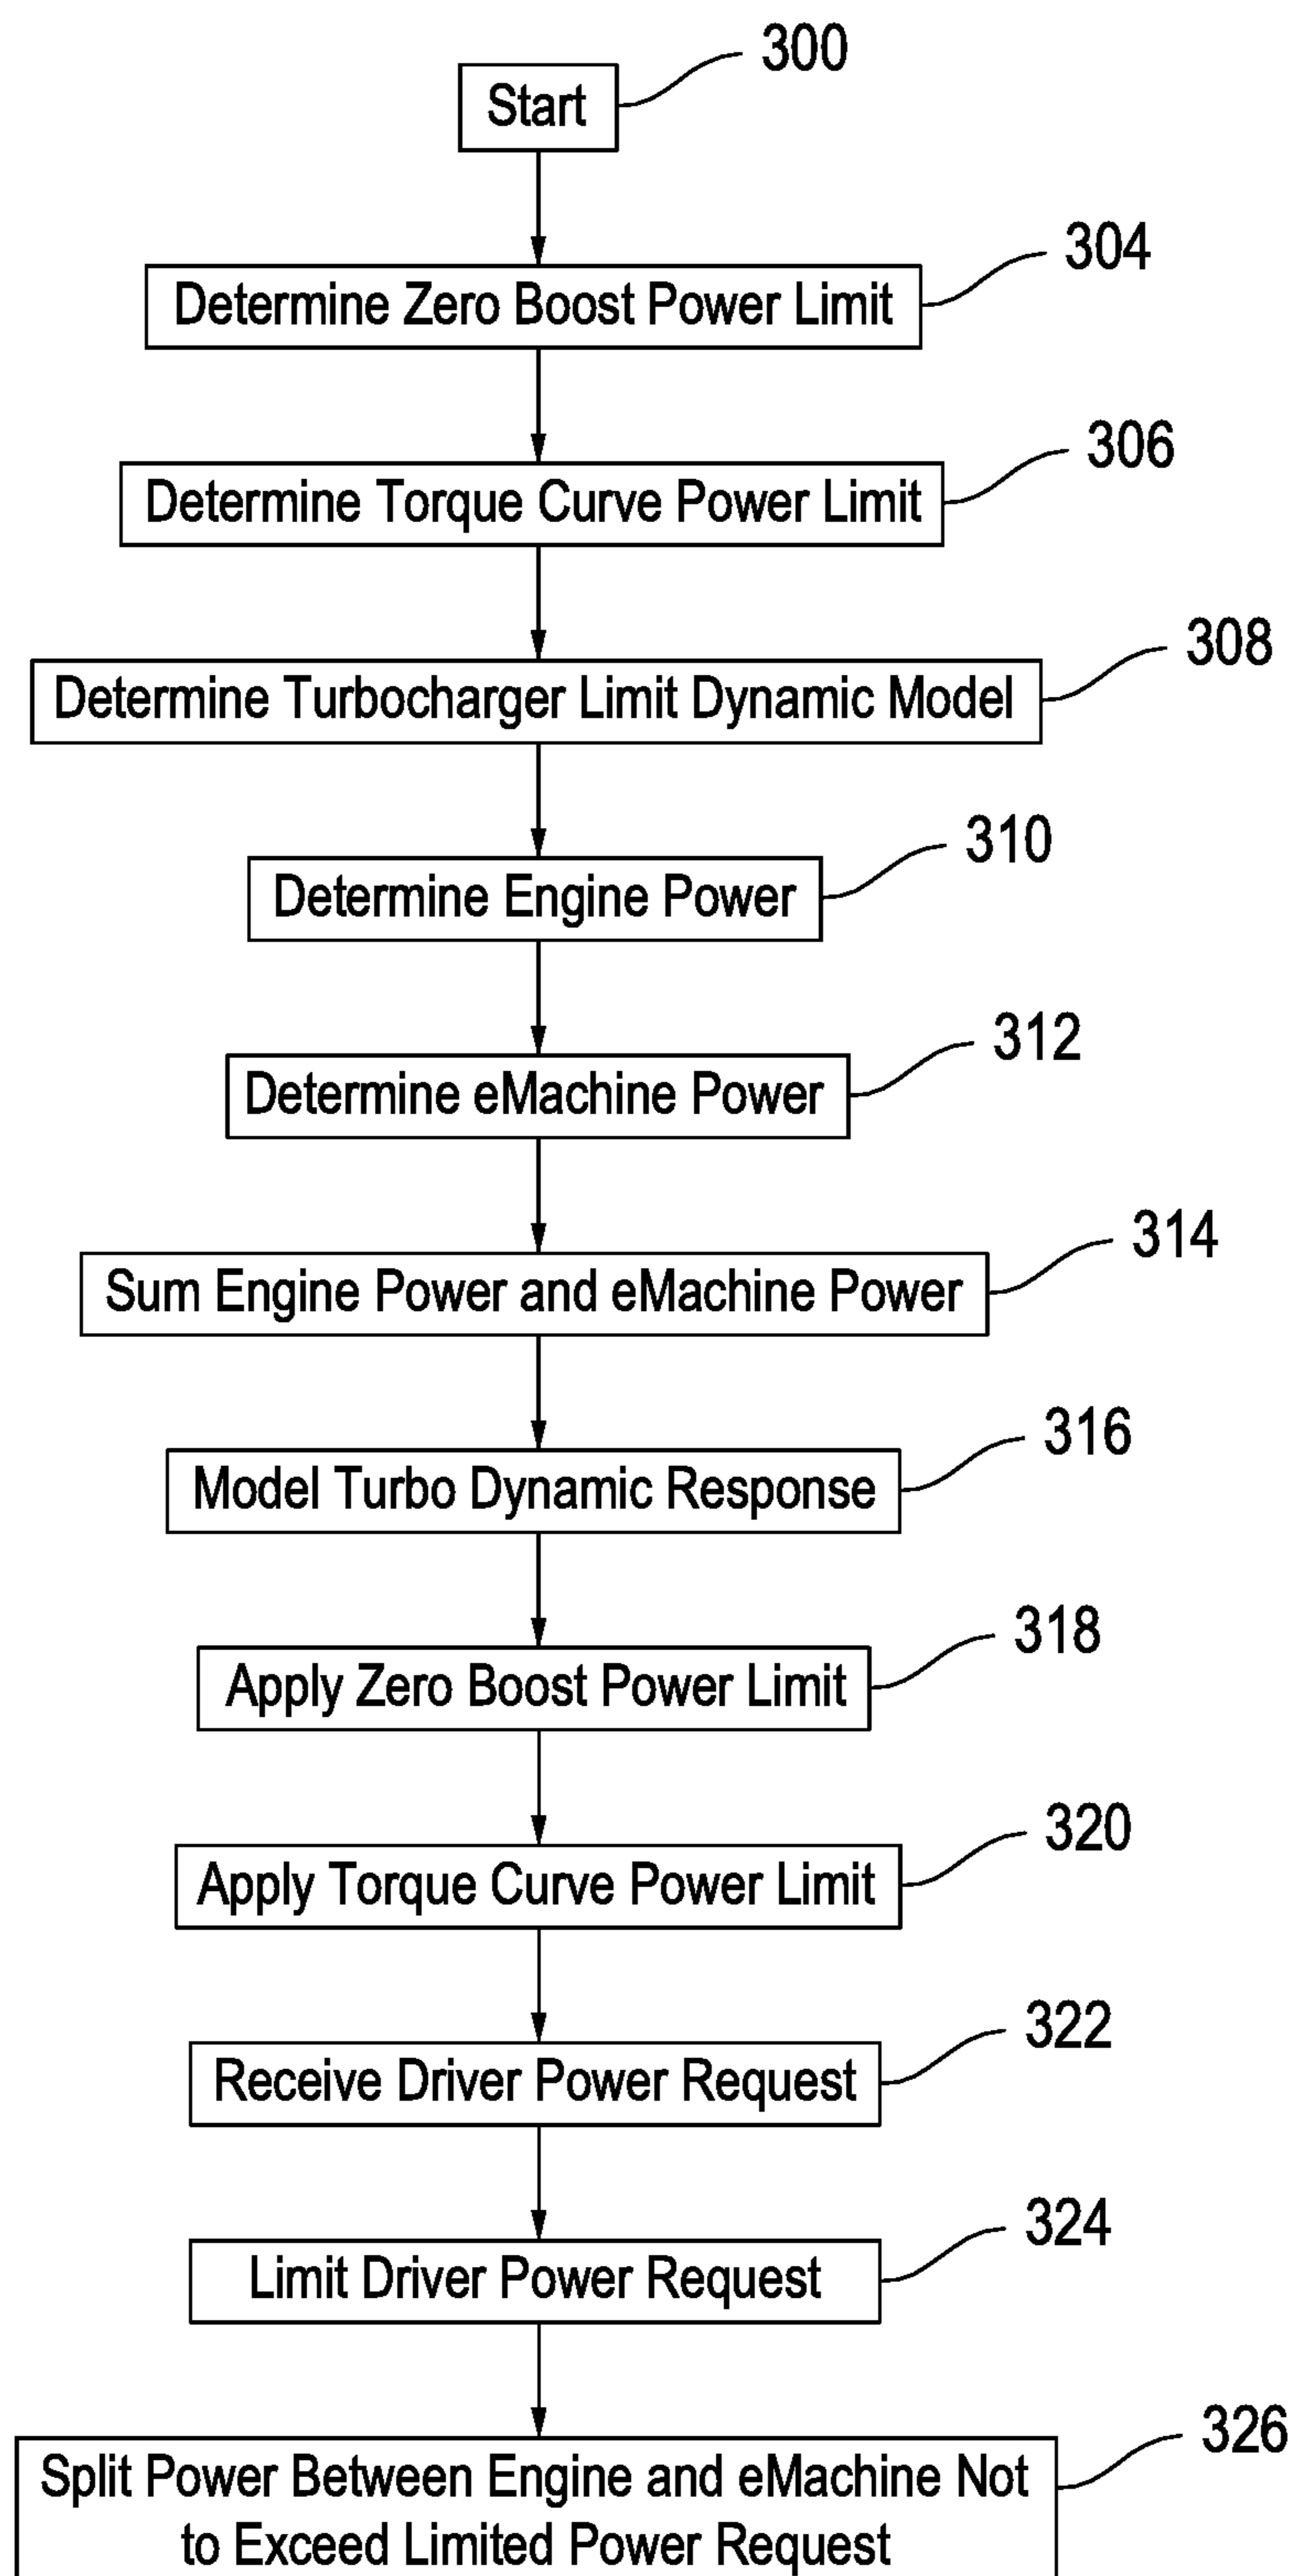 300
Start
304
Determine Zero Boost Power Limit
306
Determine Torque Curve Power Limit
308
Determine Turbocharger Limit Dynamic Model
310
Determine Engine Power
312
Determine eMachine Power
314
Sum Engine Power and eMachine Power
316
Model Turbo Dynamic Response
318
Apply Zero Boost Power Limit
320
Apply Torque Curve Power Limit
322
Receive Driver Power Request
324
Limit Driver Power Request
326
Split Power Between Engine and eMachine Not
to Exceed Limited Power Request